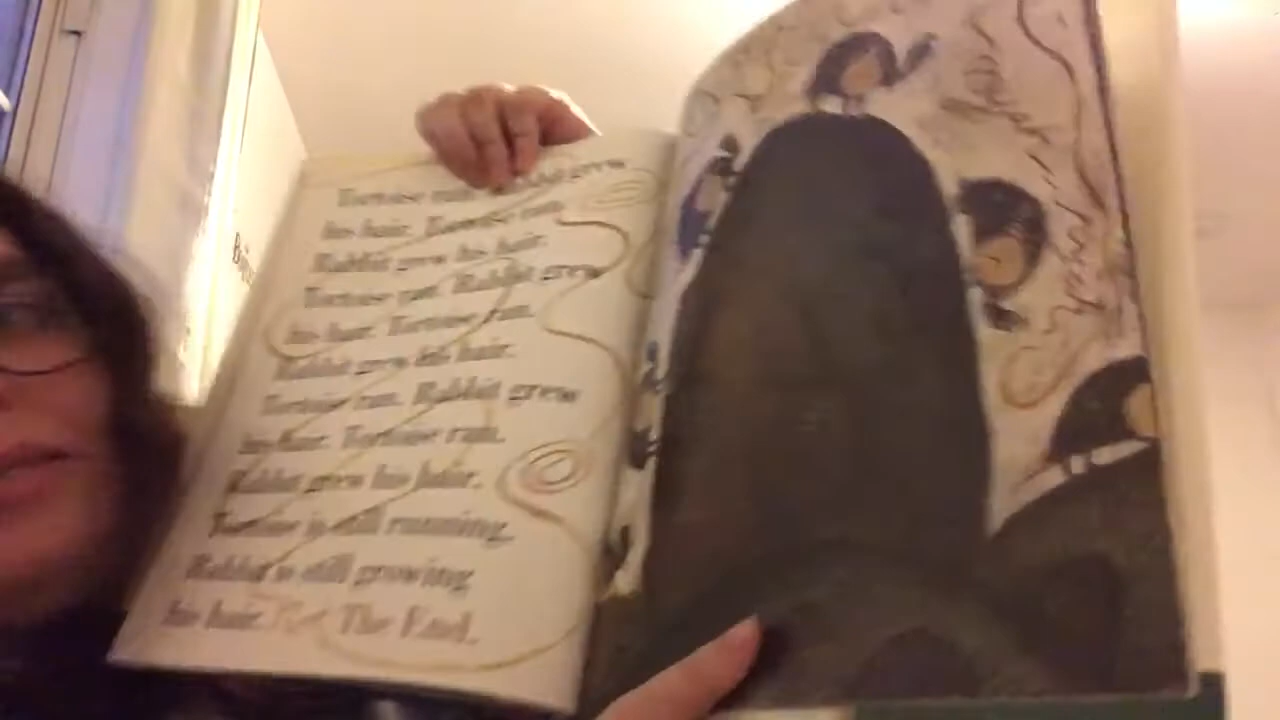 Tortoise ran. Rabbit grew
his hair. Tortoise ran.
Rabbit grew his hair.
Tortoise ran. Rabbit grew
his hair. Tortoise ran.
Rabbit grew his hair.
Tortoise ran. Rabbit grew
his hair. Tortoise ran.
Rabbit grew his hair.
Tortoise is still running.
Rabbit is still growing
his hair. The End.